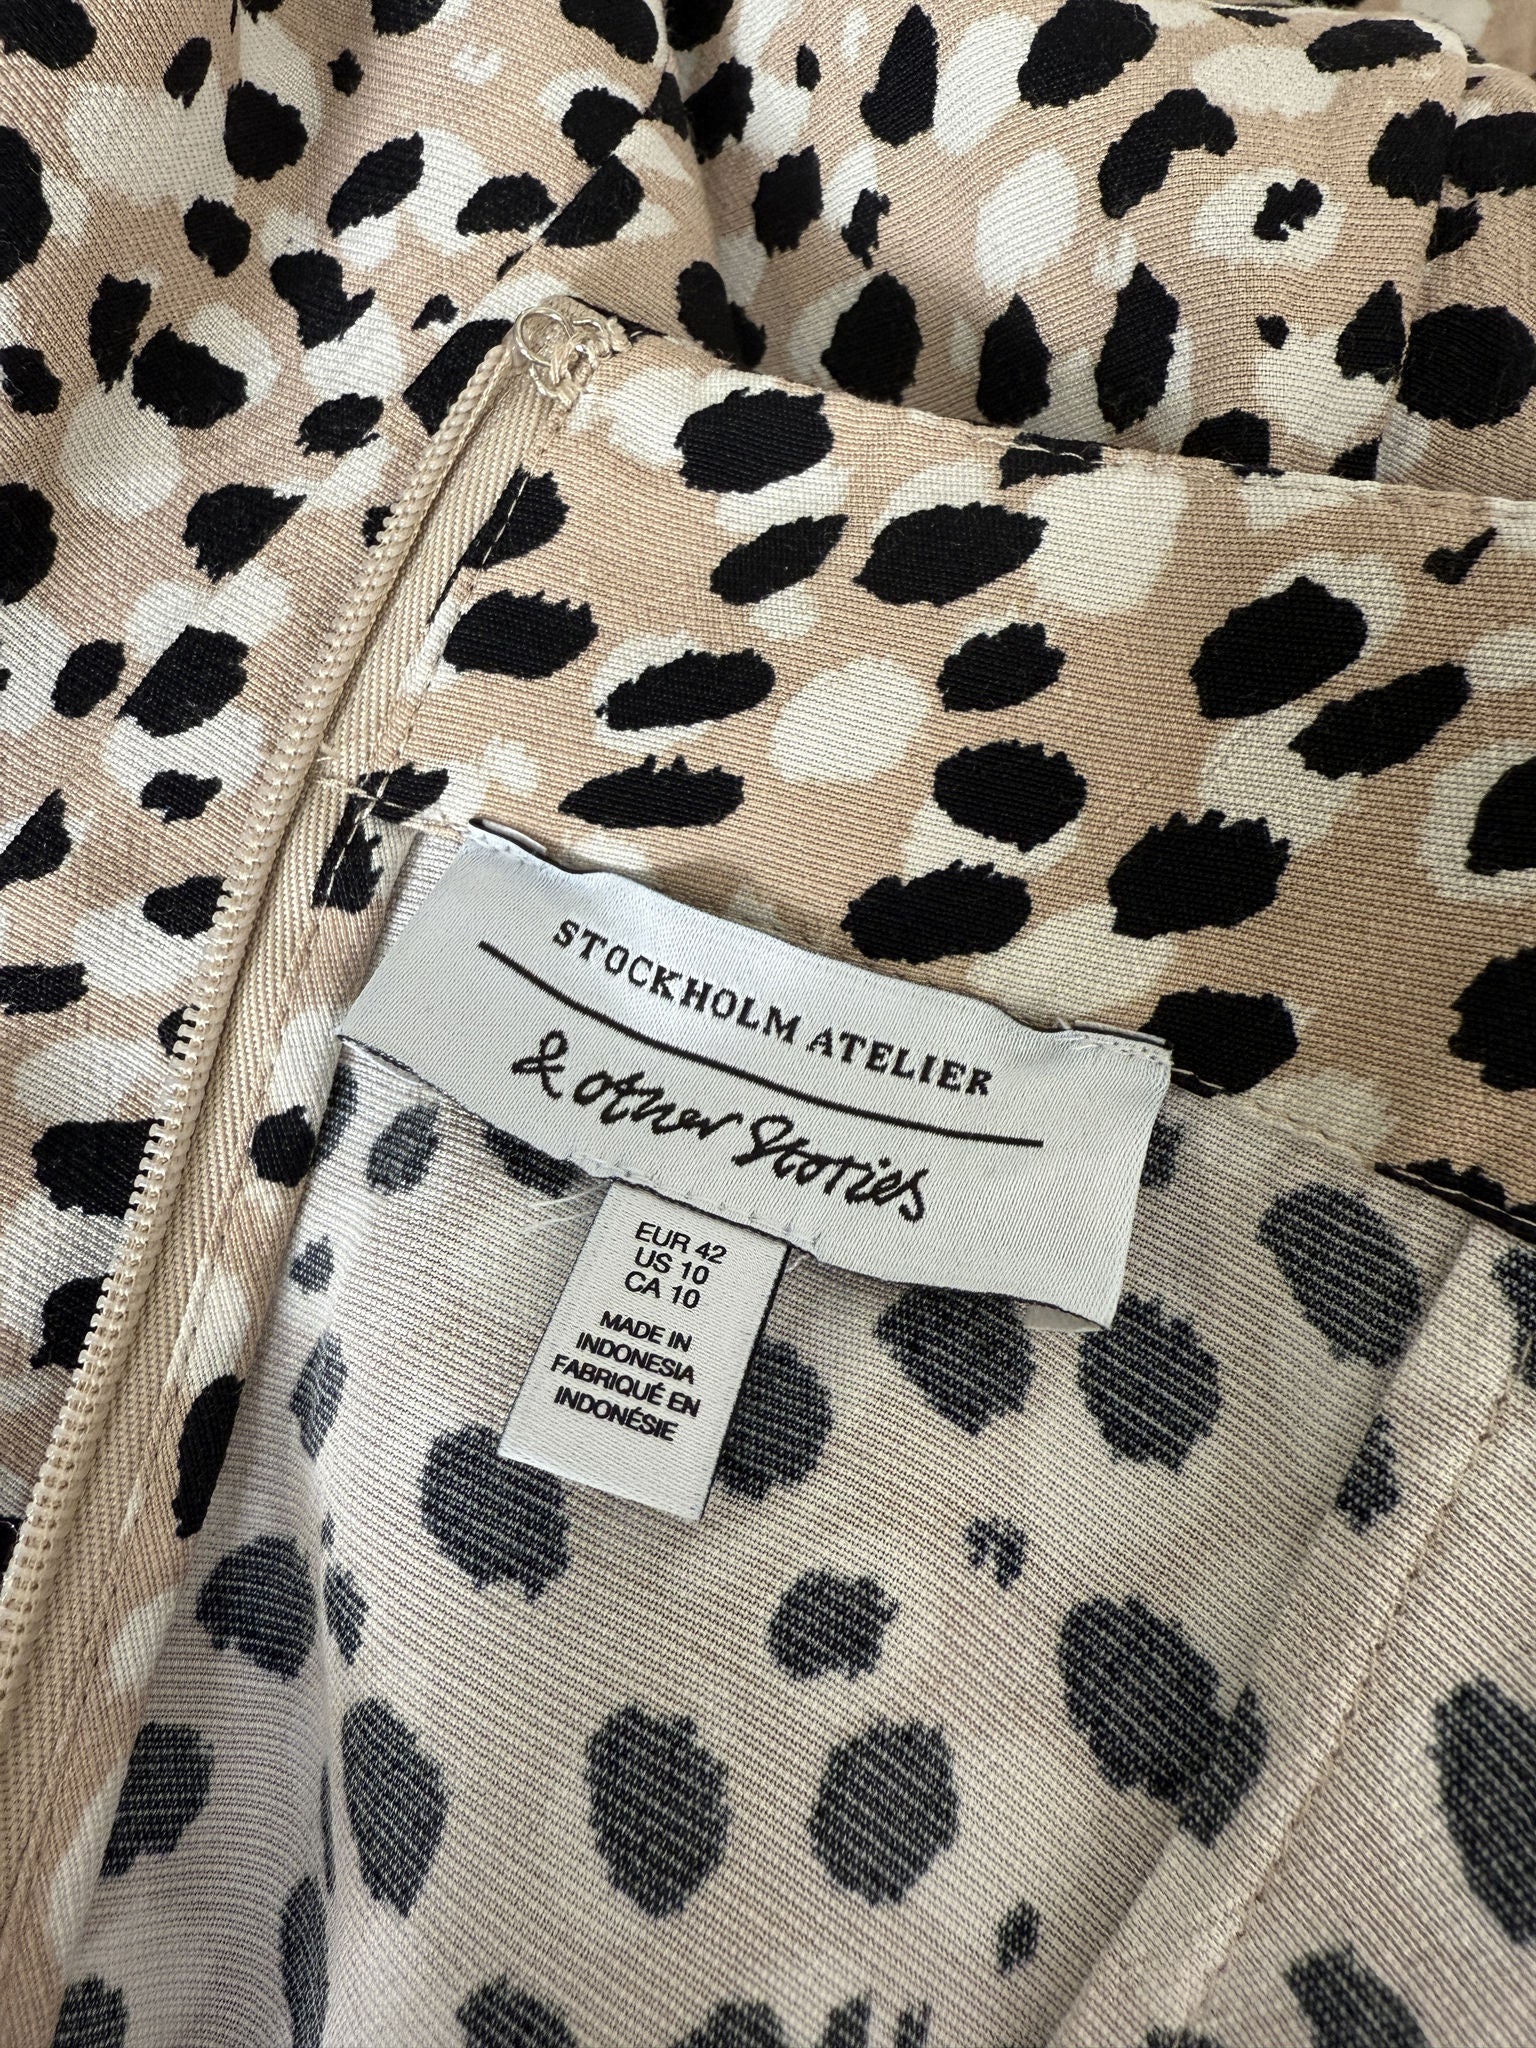 STOCKHOLM ATELIER
& Other Stories
EUR 42
US 10
CA 10
MADE IN
INDONESIA
FABRIQUÉ EN
INDONÉSIE